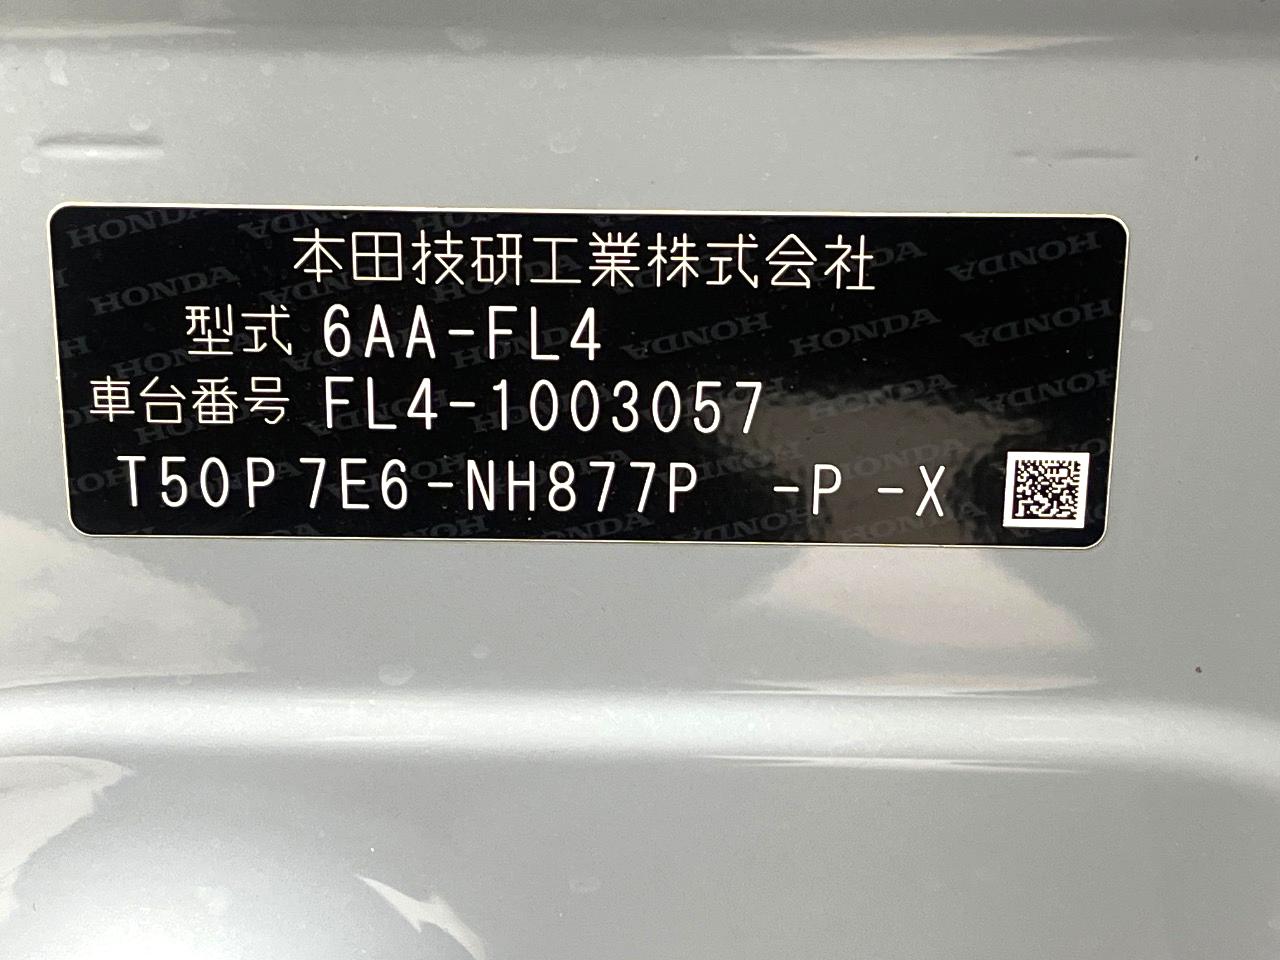 本田技研工業株式会社
型式 6AA-FL4
車台番号 FL4-1003057
T50P 7E6-NH877P -P -X